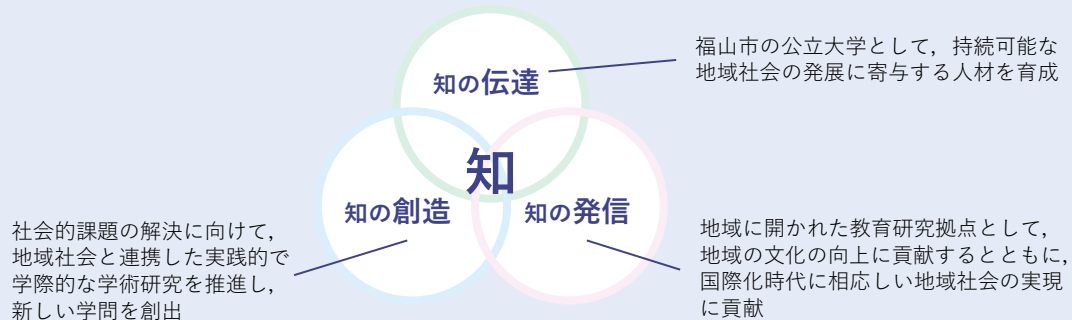 知の伝達
福山市の公立大学として，持続可能な
地域社会の発展に寄与する人材を育成
知
知の創造
知の発信
社会的課題の解決に向けて，
地域社会と連携した実践的で
学際的な学術研究を推進し，
新しい学問を創出
地域に開かれた教育研究拠点として，
地域の文化の向上に貢献するとともに，
国際化時代に相応しい地域社会の実現
に貢献